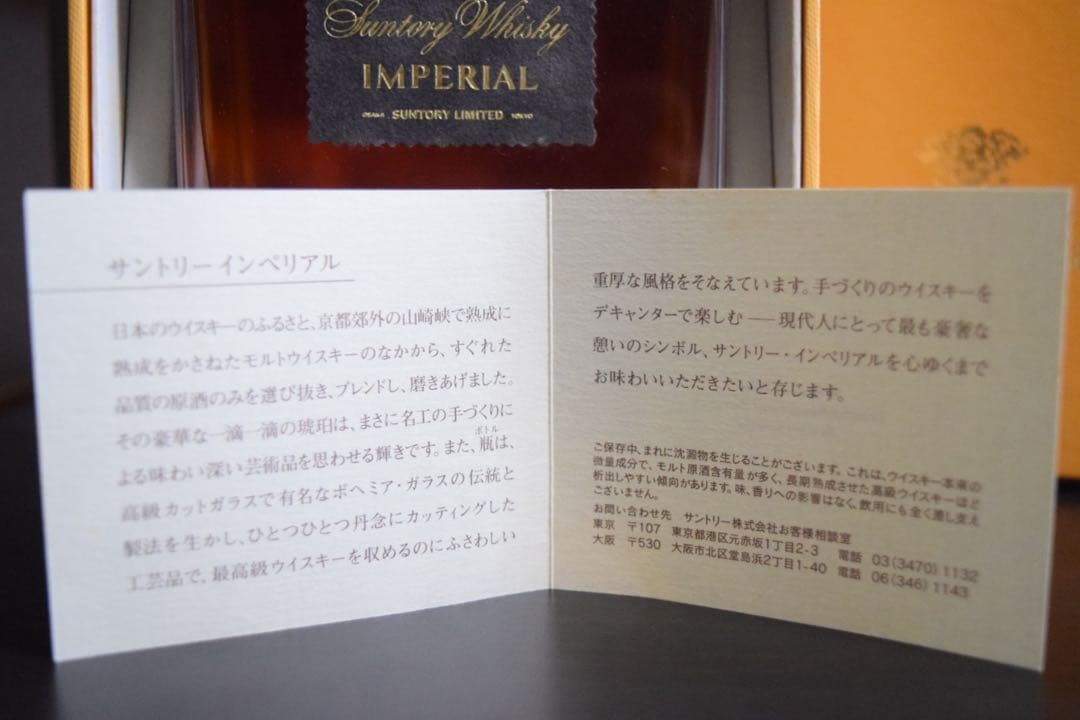 Suntory Whisky
IMPERIAL
OSAKA SUNTORY LIMITED TOKYO
サントリー インペリアル
日本のウイスキーのふるさと、京都郊外の山崎峡で熟成に
熟成をかさねたモルトウイスキーのなかから、すぐれた
品質の原酒のみを選び抜き、ブレンドし、磨きあげました。
その豪華な一滴一滴の琥珀は、まさに名工の手づくりに
よる味わい深い芸術品を思わせる輝きです。また、瓶は、
ボトル
高級カットガラスで有名なボヘミア・ガラスの伝統と
製法を生かし、ひとつひとつ丹念にカッティングした
工芸品で、最高級ウイスキーを収めるのにふさわしい
重厚な風格をそなえています。手づくりのウイスキーを
デキャンターで楽しむ──現代人にとって最も豪奢な
憩いのシンボル、サントリー・インペリアルを心ゆくまで
お味わいいただきたいと存じます。
ご保存中、まれに沈澱物を生じることがございます。これは、ウイスキー本来の
微量成分で、モルト原酒含有量が多く、長期熟成させた高級ウイスキーほど
析出しやすい傾向があります。味、香りへの影響はなく、飲用にも全く差し支え
ございません。
お問い合わせ先 サントリー株式会社お客様相談室
東京 〒107 東京都港区元赤坂1丁目2-3 電話 03(3470)1132
大阪 〒530 大阪市北区堂島浜2丁目1-40 電話 06(346)1143